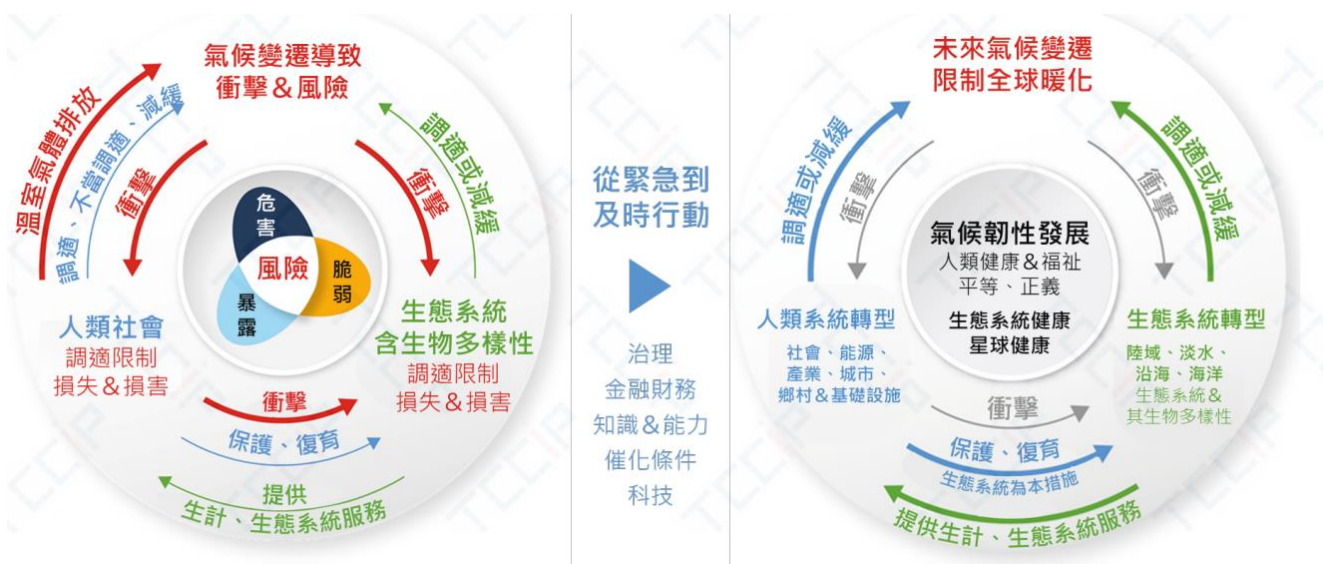 氣候變遷導致
衝擊&風險
溫室氣體排放
調適、不當調適、減緩
衝擊
衝擊
調適或減緩
危害
風險
脆弱
暴露
人類社會
調適限制
損失&損害
生態系統
含生物多樣性
調適限制
損失&損害
衝擊
保護、復育
提供
生計、生態系統服務
從緊急到
及時行動
治理
金融財務
知識&能力
催化條件
科技
未來氣候變遷
限制全球暖化
調適或減緩
衝擊
衝擊
調適或減緩
氣候韌性發展
人類健康&福祉
平等、正義
生態系統健康
星球健康
人類系統轉型
社會、能源、
產業、城市、
鄉村&基礎設施
生態系統轉型
陸域、淡水、
沿海、海洋
生態系統&
其生物多樣性
衝擊
保護、復育
生態系統為本措施
提供生計、生態系統服務
TCCIP